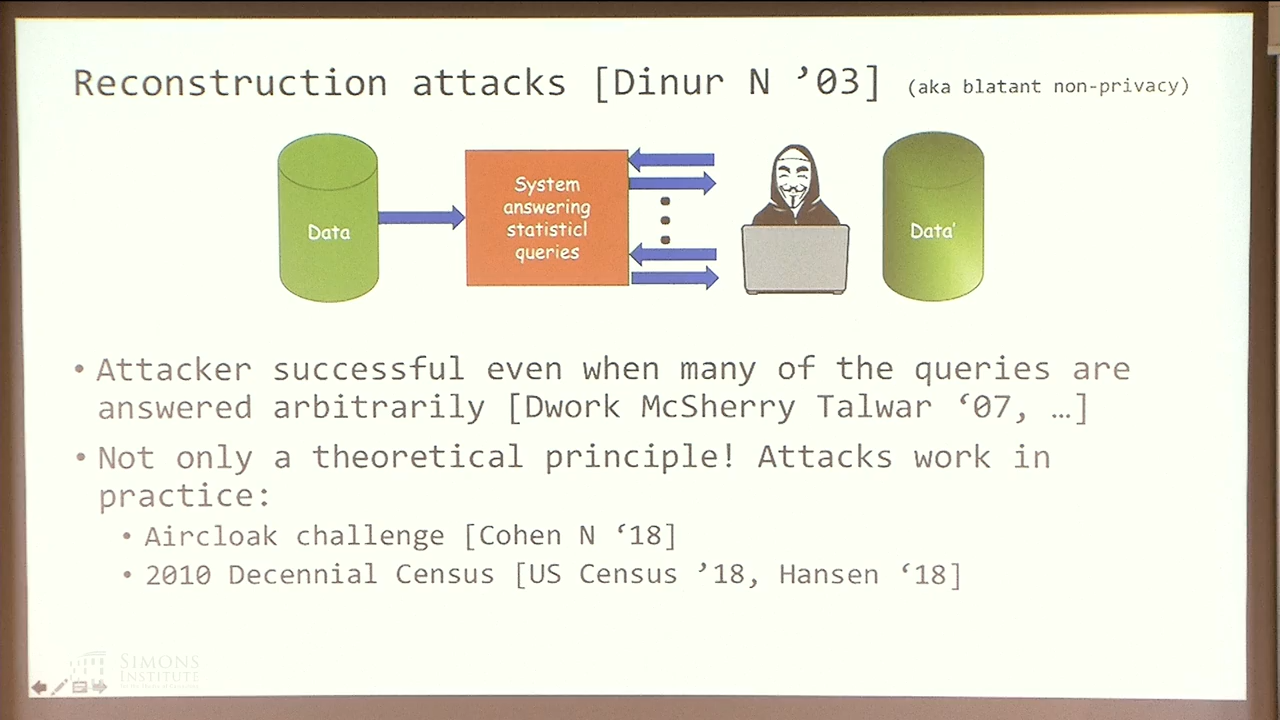 Reconstruction attacks [Dinur N ’03] (aka blatant non-privacy)
Data
System
answering
statisticl
queries
Data'
• Attacker successful even when many of the queries are
answered arbitrarily [Dwork McSherry Talwar ‘07, …]
• Not only a theoretical principle! Attacks work in
practice:
• Aircloak challenge [Cohen N ‘18]
• 2010 Decennial Census [US Census ’18, Hansen ‘18]
SIMONS
INSTITUTE